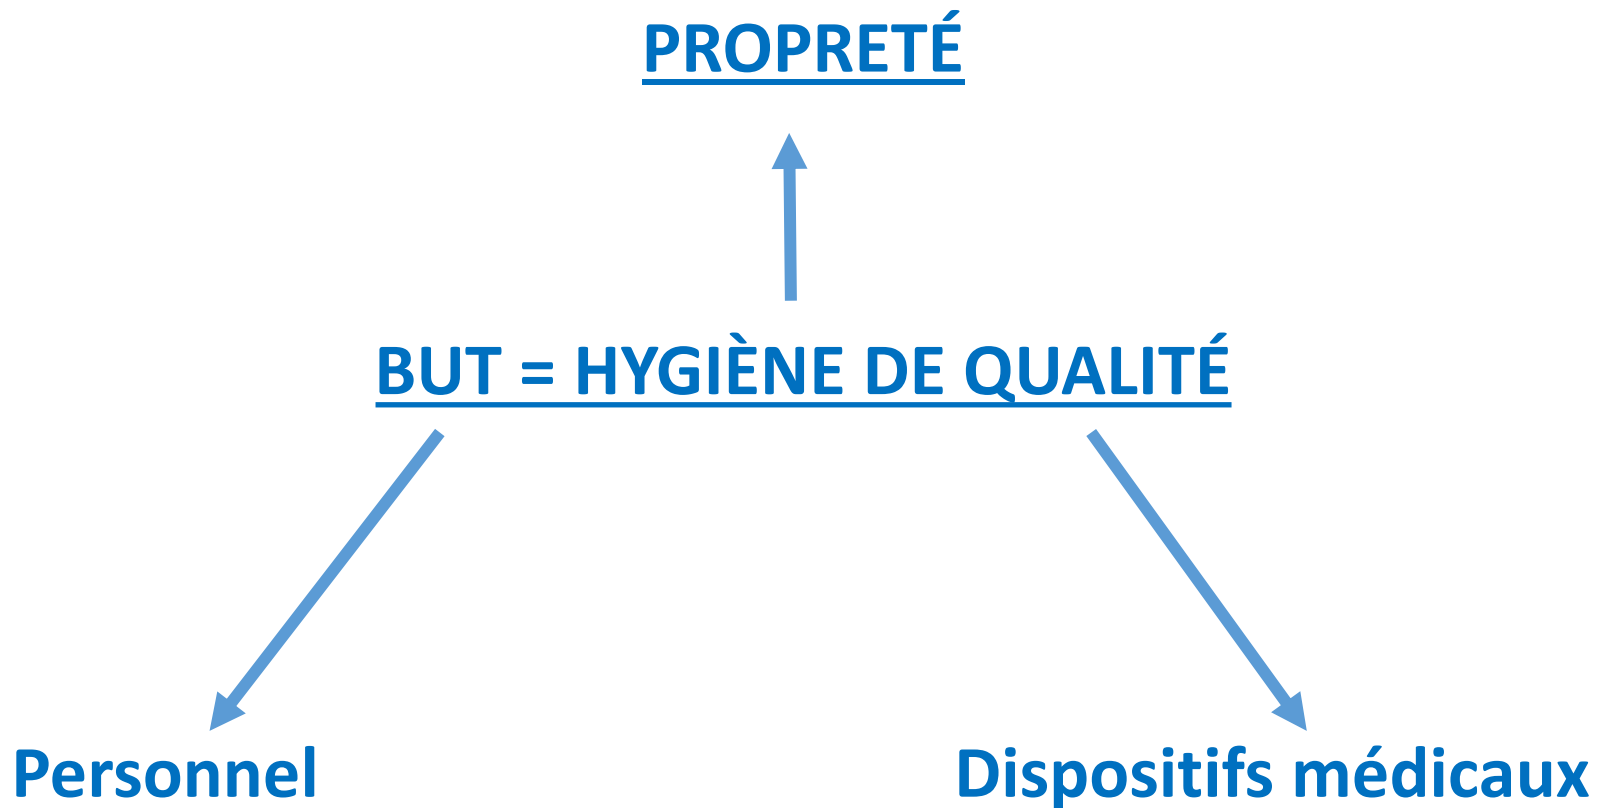 PROPRETÉ
BUT = HYGIÈNE DE QUALITÉ
Personnel
Dispositifs médicaux